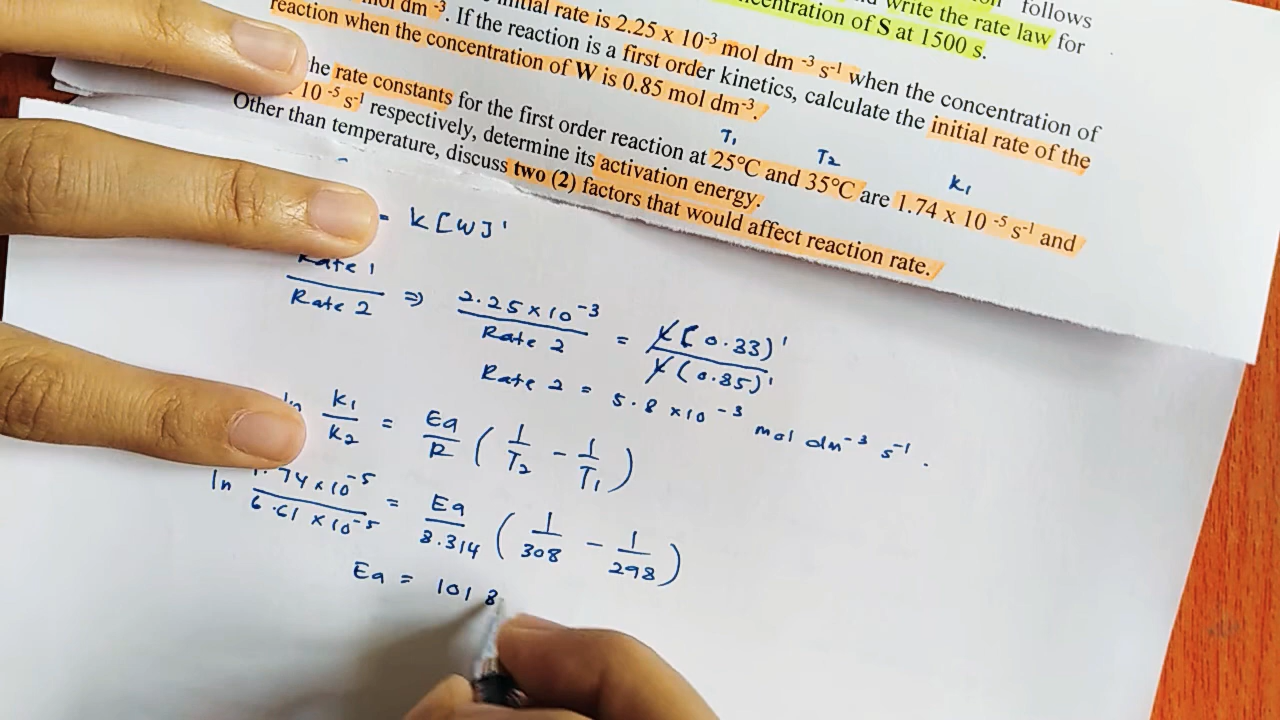 follows
write the rate law for
centration of S at 1500 s.
initial rate is 2.25 x 10⁻³ mol dm ⁻³ s⁻¹ when the concentration of
mol dm ⁻³. If the reaction is a first order kinetics, calculate the initial rate of the
reaction when the concentration of W is 0.85 mol dm⁻³.
T₁ T₂ k₁
the rate constants for the first order reaction at 25°C and 35°C are 1.74 x 10 ⁻⁵ s⁻¹ and
10 ⁻⁵ s⁻¹ respectively, determine its activation energy.
Other than temperature, discuss two (2) factors that would affect reaction rate.
= k[W]¹
Rate 1 / Rate 2 ⇒ 2.25 x 10⁻³ / Rate 2 = k(0.33)¹ / k(0.85)¹
Rate 2 = 5.8 x 10⁻³ mol dm⁻³ s⁻¹.
ln k₁ / k₂ = Ea / R ( 1 / T₂ - 1 / T₁ )
ln 1.74 x 10⁻⁵ / 6.61 x 10⁻⁵ = Ea / 8.314 ( 1 / 308 - 1 / 298 )
Ea = 101 8